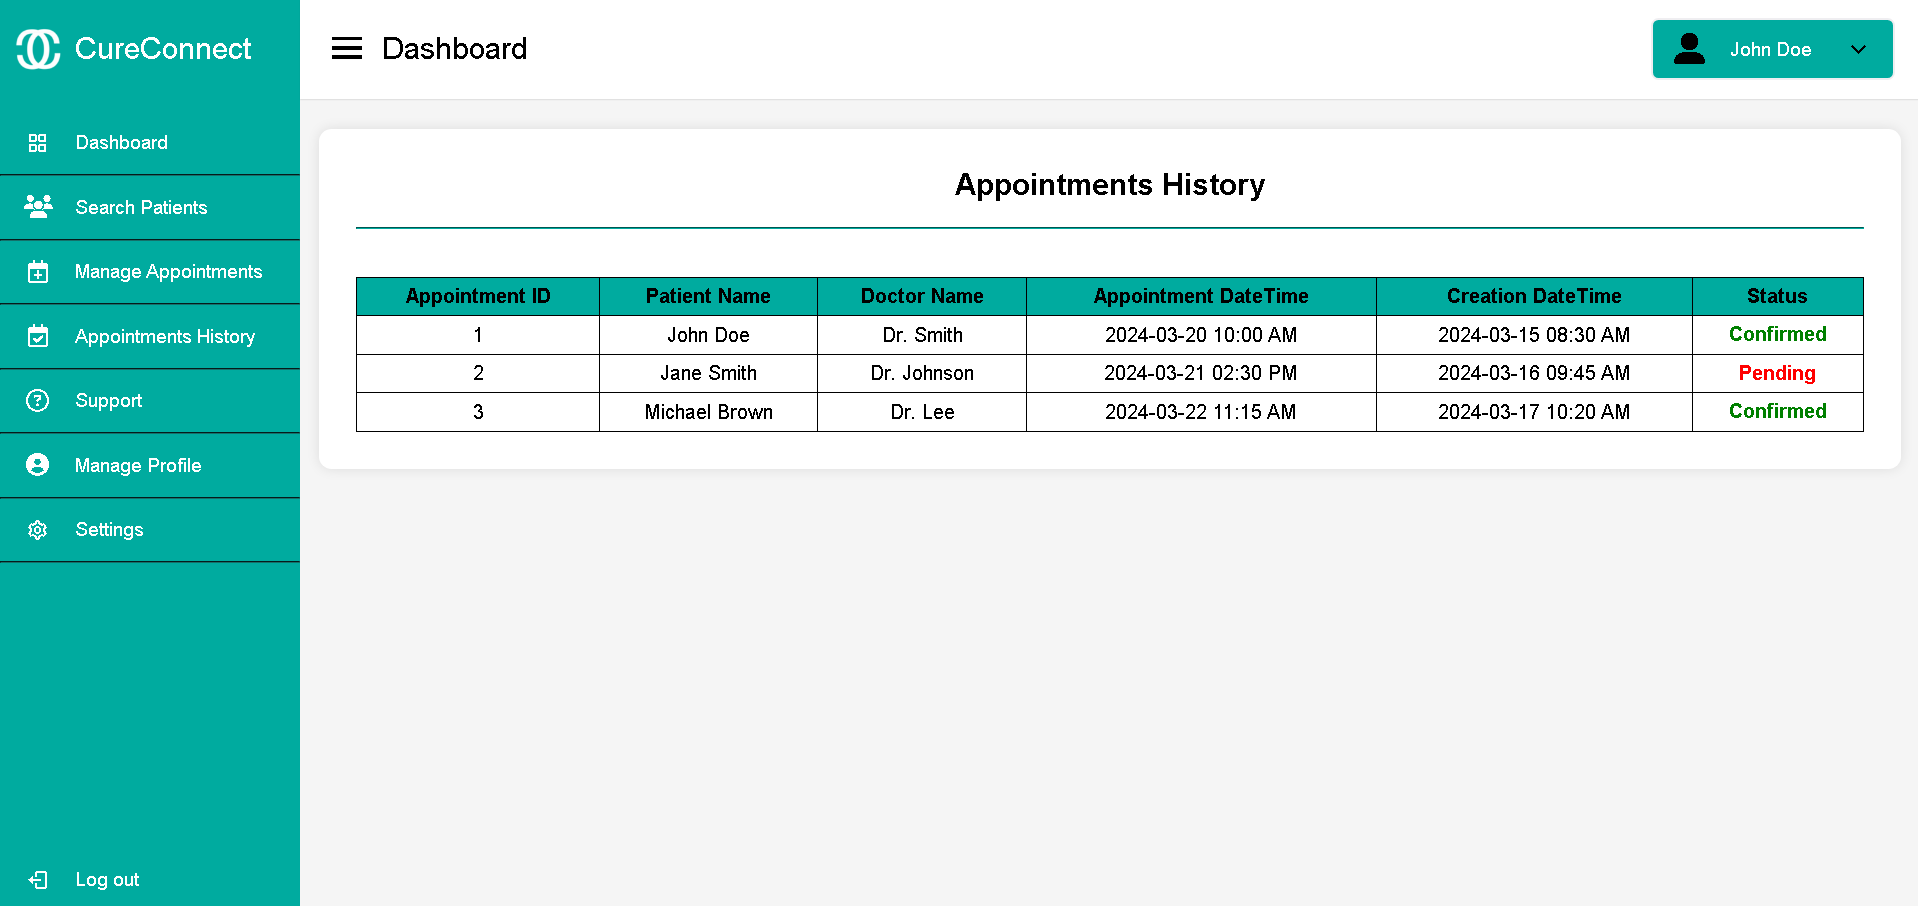 CureConnect
Dashboard
Search Patients
Manage Appointments
Appointments History
Support
Manage Profile
Settings
Log out
Dashboard
John Doe
Appointments History
Appointment ID Patient Name Doctor Name Appointment DateTime Creation DateTime Status
1 John Doe Dr. Smith 2024-03-20 10:00 AM 2024-03-15 08:30 AM Confirmed
2 Jane Smith Dr. Johnson 2024-03-21 02:30 PM 2024-03-16 09:45 AM Pending
3 Michael Brown Dr. Lee 2024-03-22 11:15 AM 2024-03-17 10:20 AM Confirmed